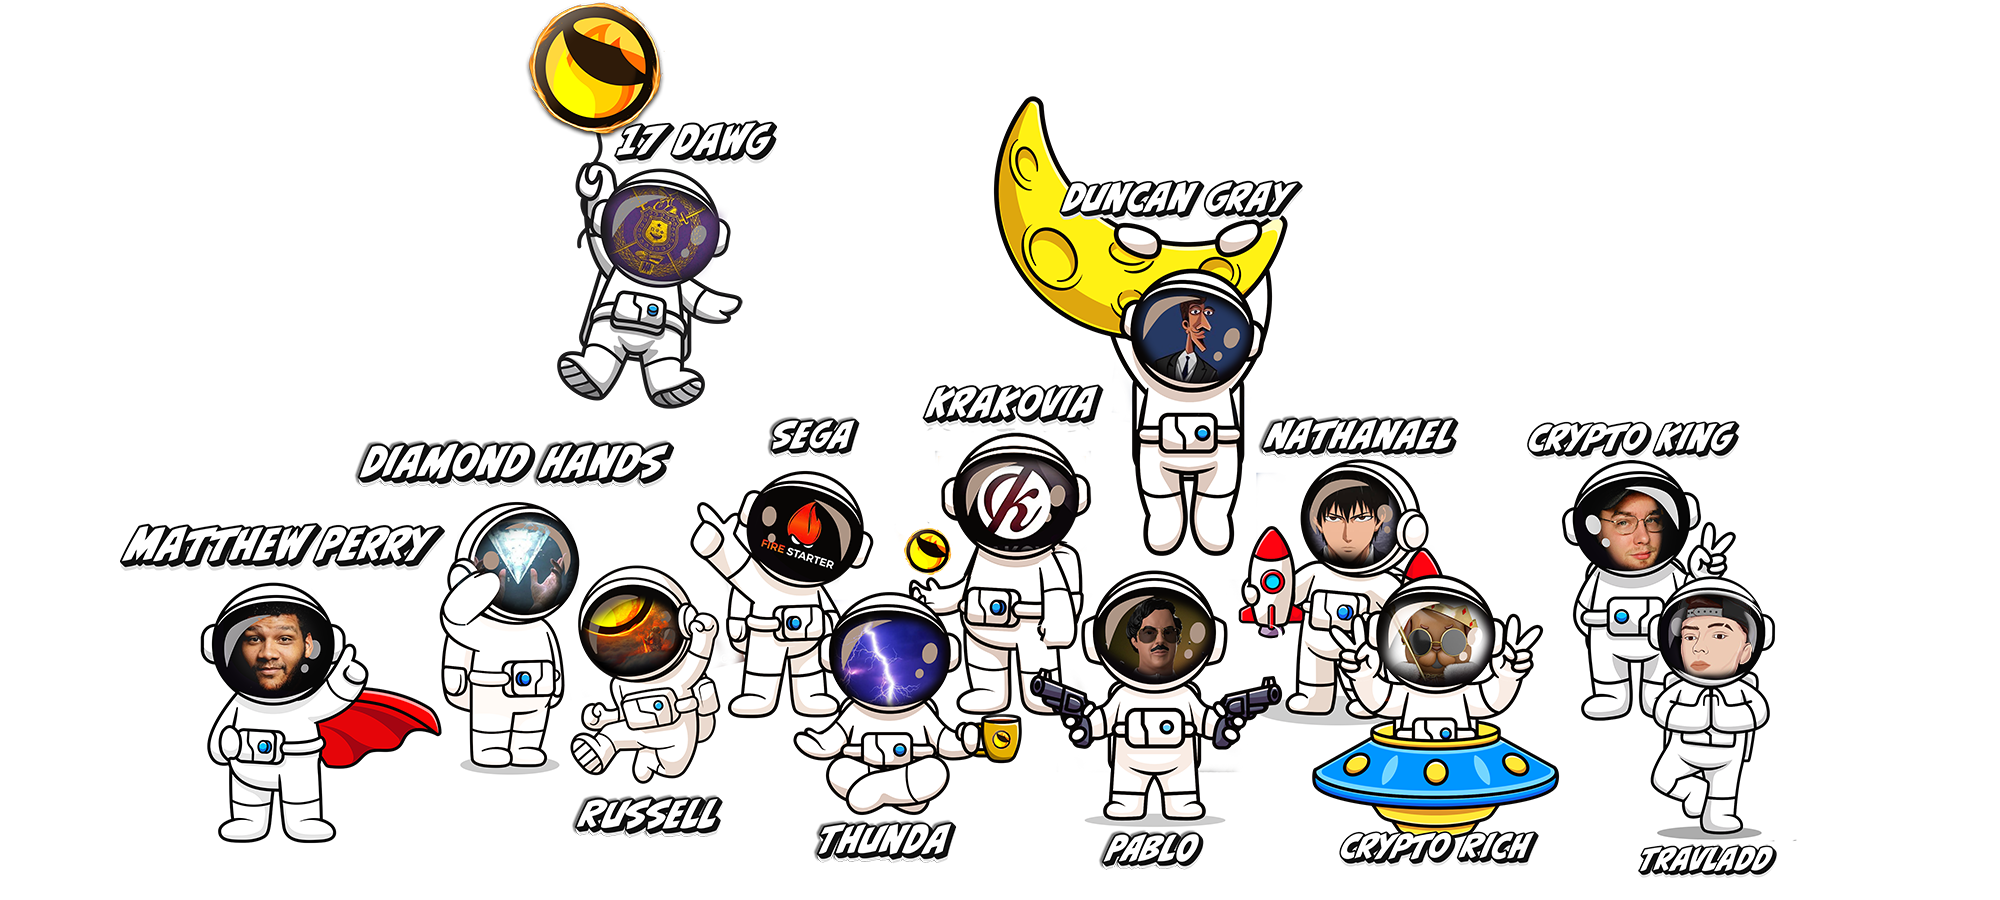 17 DAWG
DUNCAN GRAY
KRAKOVIA
SEGA
NATHANAEL
CRYPTO KING
DIAMOND HANDS
MATTHEW PERRY
k
FIRE STARTER
RUSSELL
THUNDA
PABLO
CRYPTO RICH
TRAVLADD